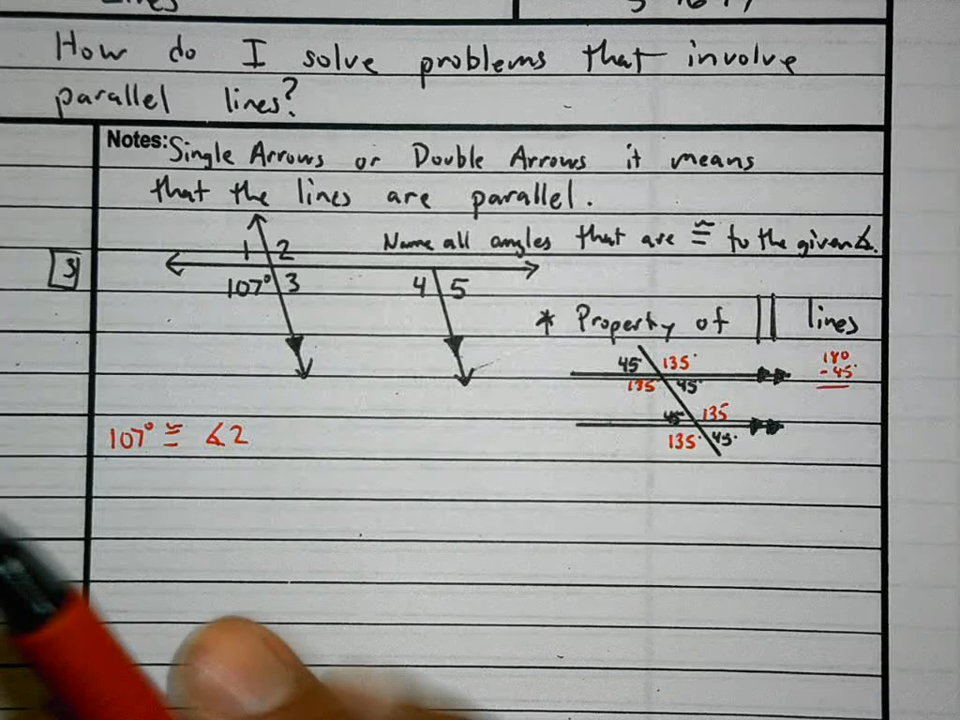 How do I solve problems that involve
parallel lines?
Notes: Single Arrows or Double Arrows it means
that the lines are parallel.
1 2
Name all angles that are ≅ to the given ∡.
3
107° 3
4 5
* Property of || lines
45° 135°
135° 45°
180
- 45°
45° 135
135° 45°
107° ≅ ∡2